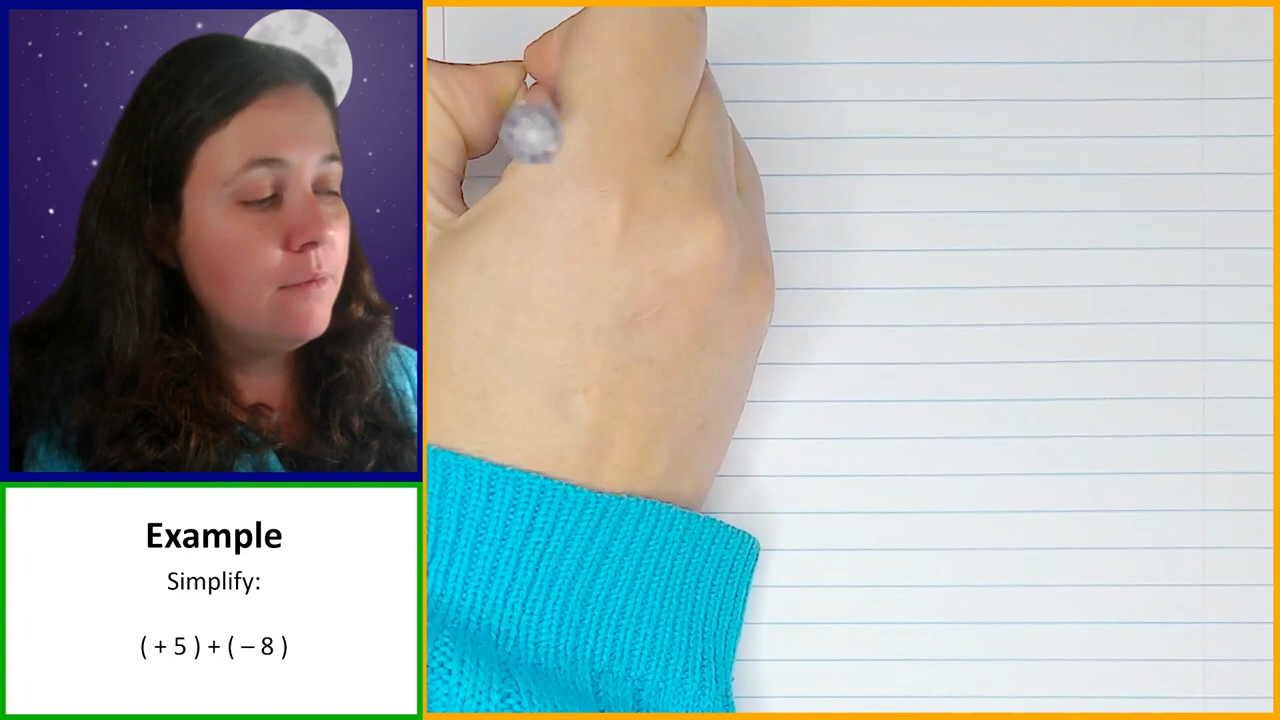 Example
Simplify:
( + 5 ) + ( – 8 )